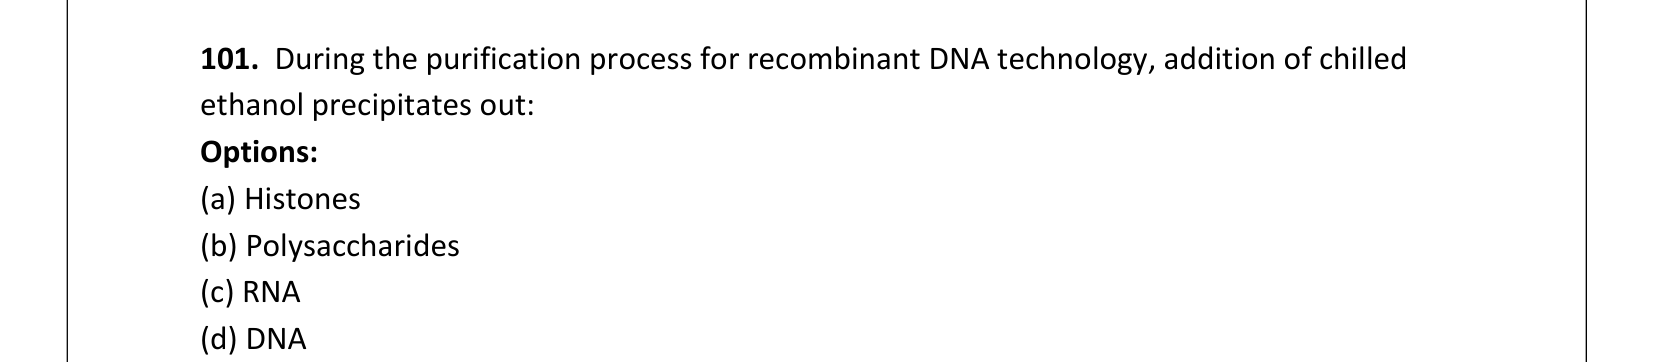 101. During the purification process for recombinant DNA technology, addition of chilled
ethanol precipitates out:
Options:
(a) Histones
(b) Polysaccharides
(c) RNA
(d) DNA